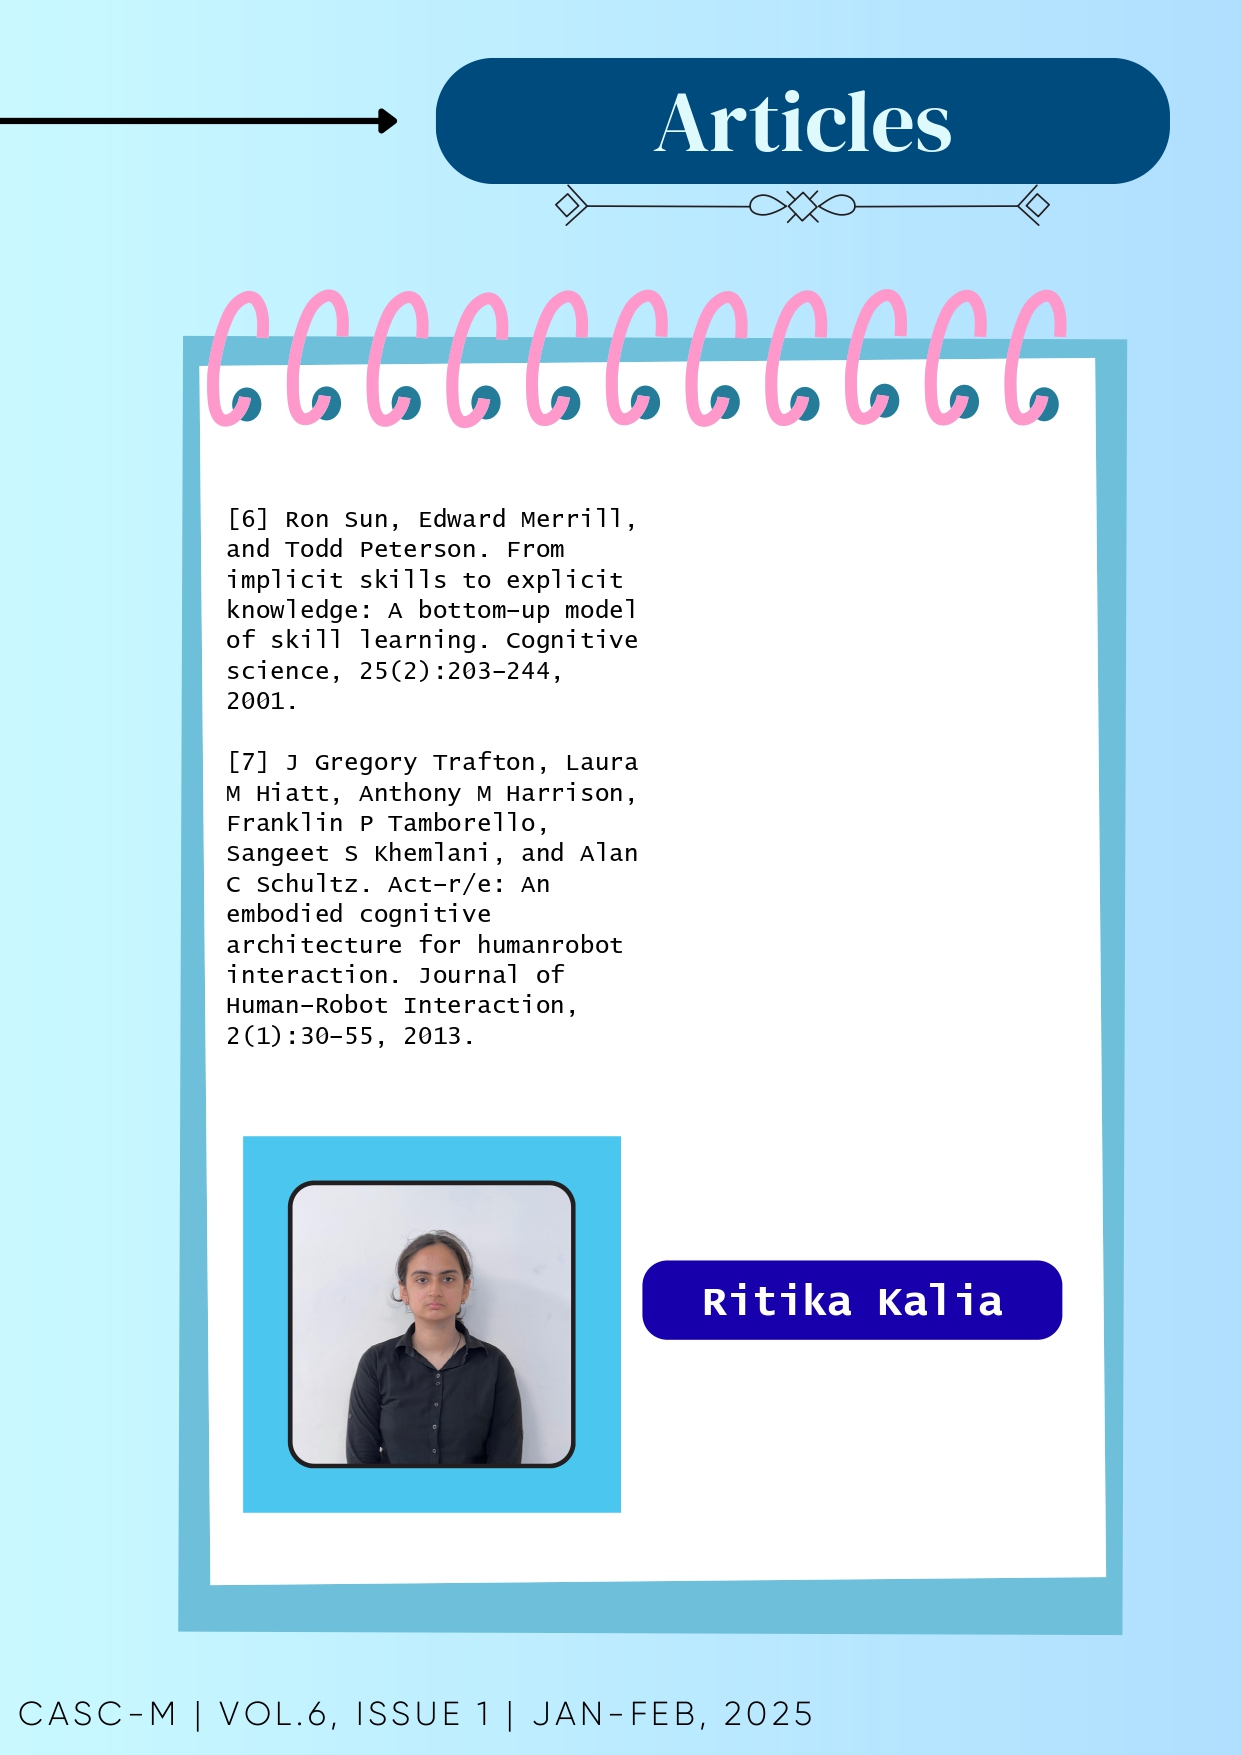 Articles
[6] Ron Sun, Edward Merrill,
and Todd Peterson. From
implicit skills to explicit
knowledge: A bottom-up model
of skill learning. Cognitive
science, 25(2):203-244,
2001.
[7] J Gregory Trafton, Laura
M Hiatt, Anthony M Harrison,
Franklin P Tamborello,
Sangeet S Khemlani, and Alan
C Schultz. Act-r/e: An
embodied cognitive
architecture for humanrobot
interaction. Journal of
Human-Robot Interaction,
2(1):30-55, 2013.
Ritika Kalia
CASC-M | VOL.6, ISSUE 1 | JAN-FEB, 2025